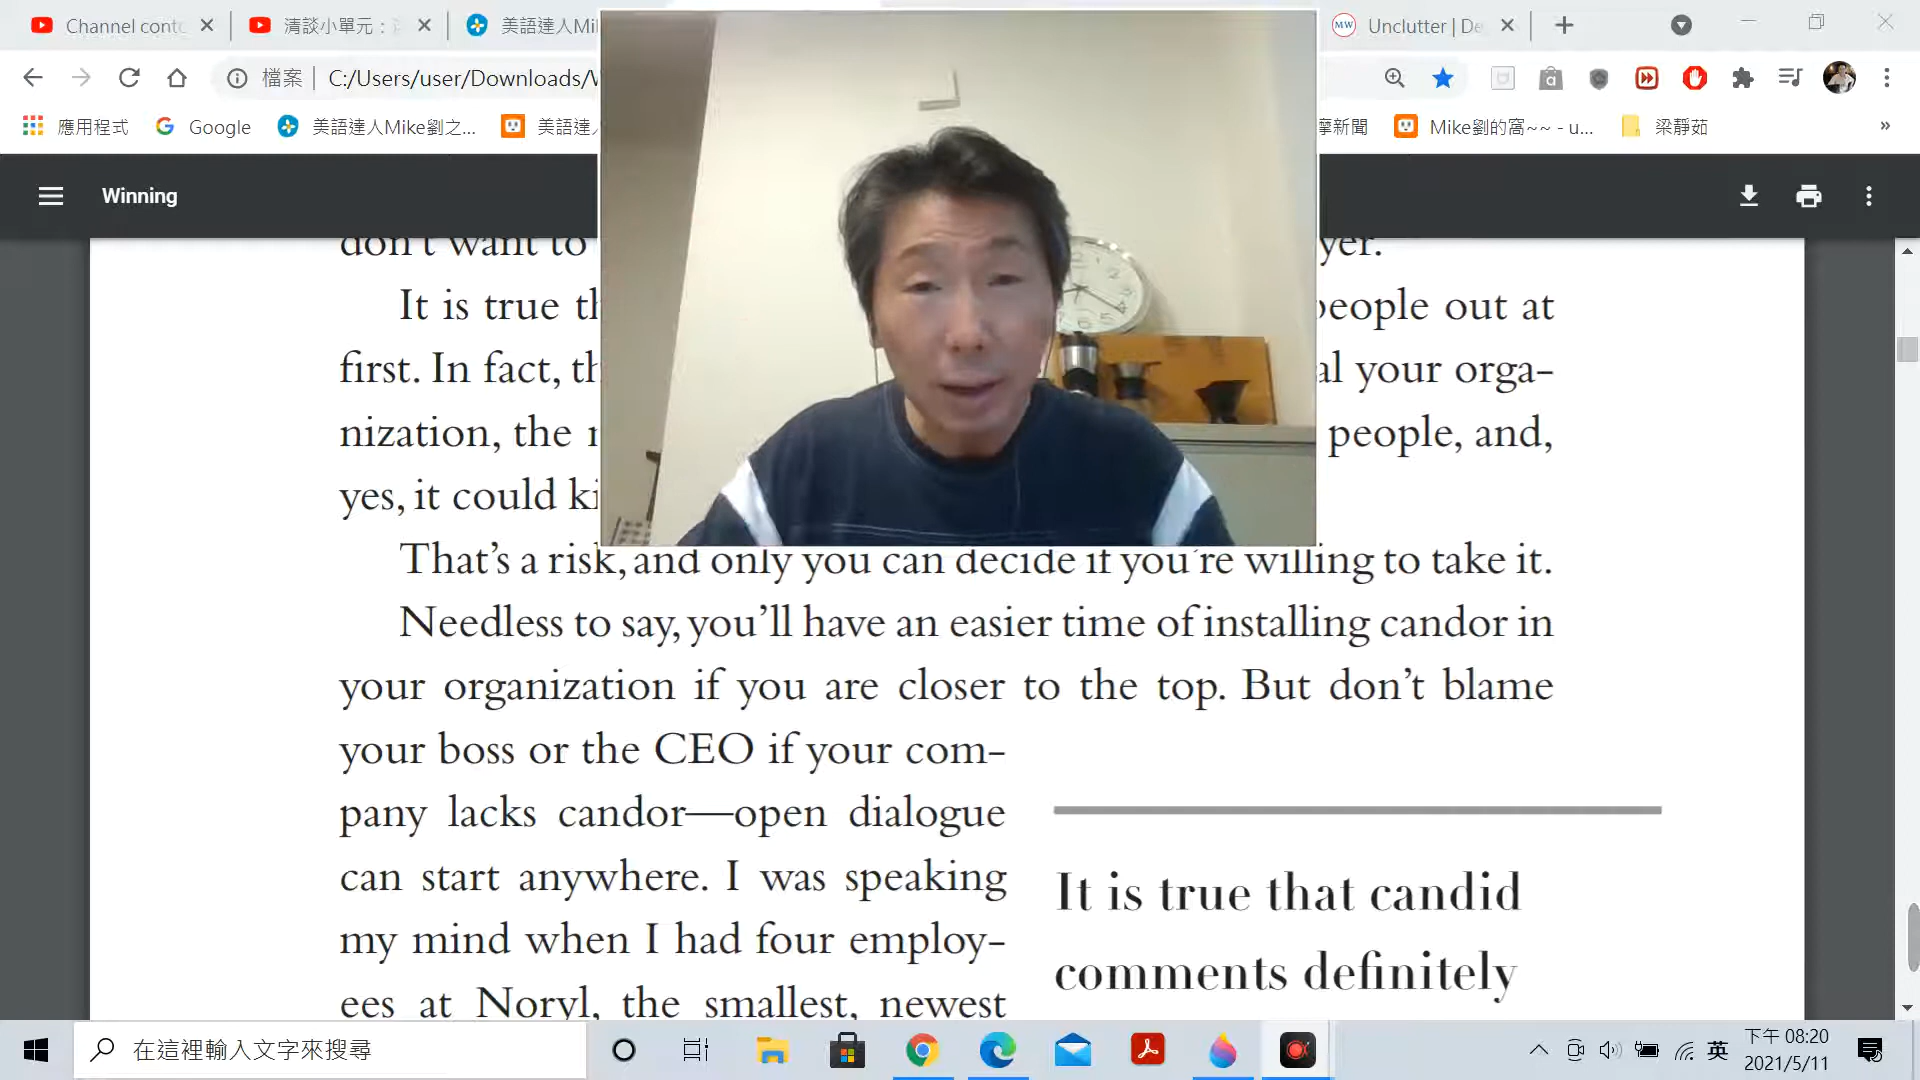 Channel conte
清談小單元：
美語達人Mi
MW Unclutter | De
檔案 C:/Users/user/Downloads/
應用程式 Google 美語達人Mike劉之... 美語達 摩新聞 Mike劉的窩~~ - u... 梁靜茹 »
Winning
don't want to yer.
It is true th people out at
first. In fact, th al your orga-
nization, the people, and,
yes, it could ki
That's a risk, and only you can decide if you're willing to take it.
Needless to say, you'll have an easier time of installing candor in
your organization if you are closer to the top. But don't blame
your boss or the CEO if your com-
pany lacks candor—open dialogue
can start anywhere. I was speaking
my mind when I had four employ-
ees at Noryl, the smallest, newest
It is true that candid
comments definitely
在這裡輸入文字來搜尋
英
下午 08:20
2021/5/11